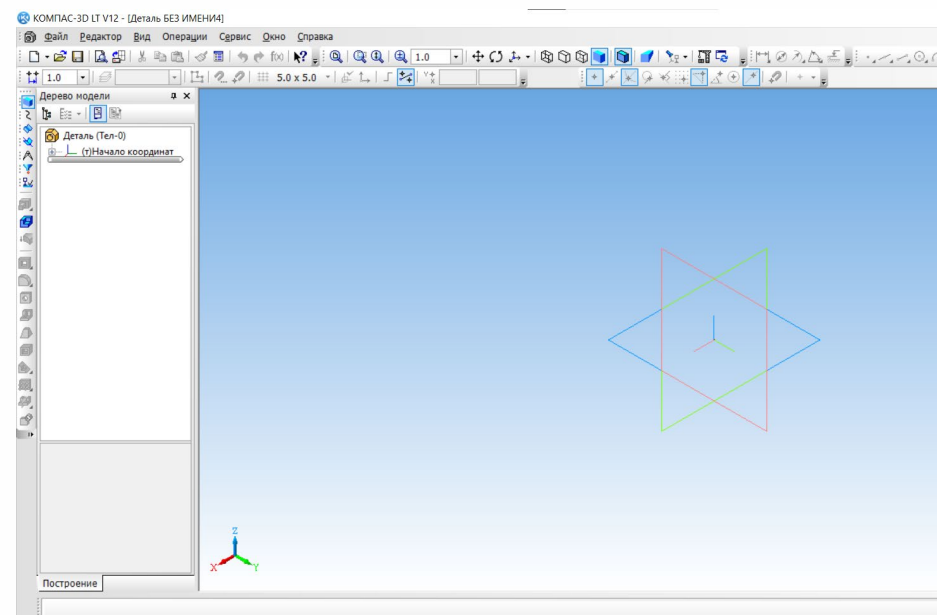 КОМПАС-3D LT V12 - [Деталь БЕЗ ИМЕНИ4]
Файл Редактор Вид Операции Сервис Окно Справка
f(x) 1.0
1.0 5.0 x 5.0
Дерево модели
Деталь (Тел-0)
(т)Начало координат
Z
X Y
Построение